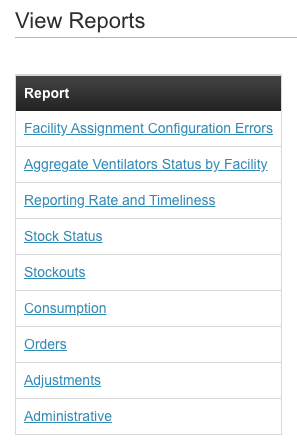 View Reports
Report
Facility Assignment Configuration Errors
Aggregate Ventilators Status by Facility
Reporting Rate and Timeliness
Stock Status
Stockouts
Consumption
Orders
Adjustments
Administrative